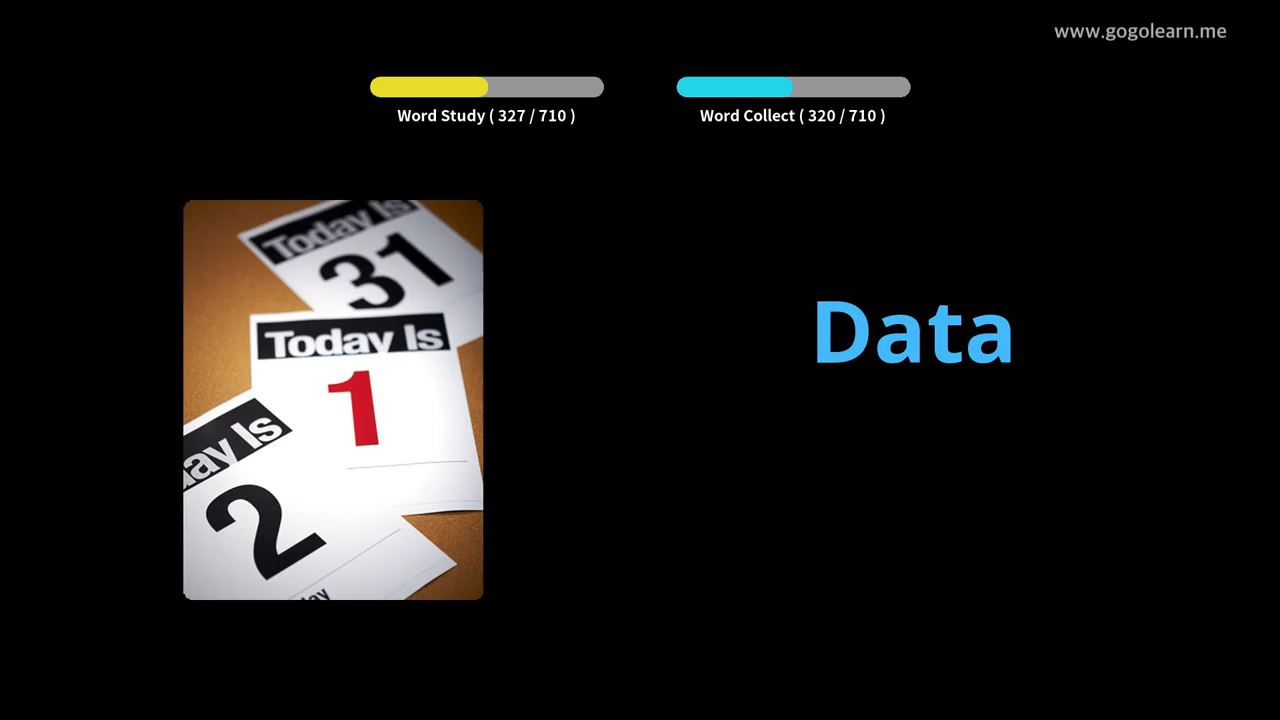 www.gogolearn.me
Word Study ( 327 / 710 )
Word Collect ( 320 / 710 )
Today Is
31
Today Is
1
ay Is
2
Data